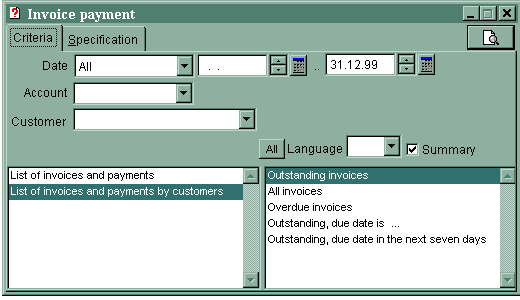 Invoice payment
Criteria
Specification
Date All . . .. 31.12.99
Account
Customer
All Language Summary
List of invoices and payments
List of invoices and payments by customers
Outstanding invoices
All invoices
Overdue invoices
Outstanding, due date is ...
Outstanding, due date in the next seven days